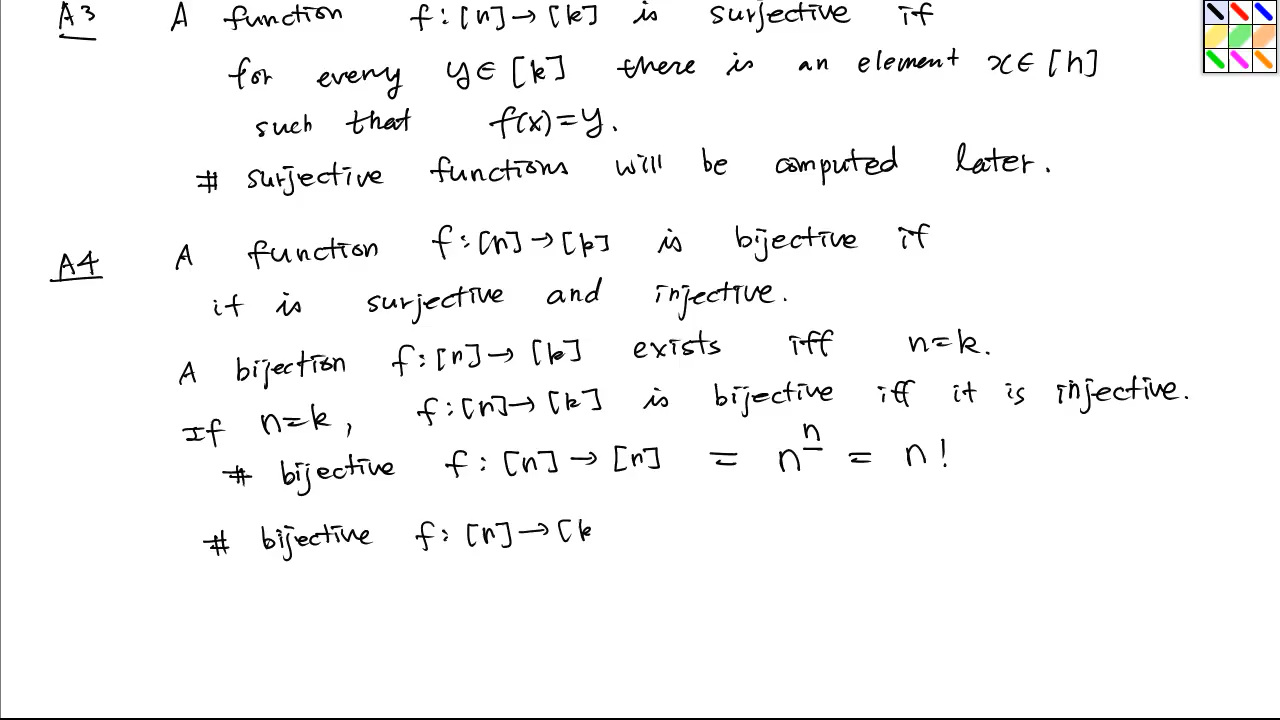 A3 A function f:[n]→[k] is surjective if
for every y∈[k] there is an element x∈[n]
such that f(x)=y.
# surjective functions will be computed later.
A4 A function f:[n]→[k] is bijective if
it is surjective and injective.
A bijection f:[n]→[k] exists iff n=k.
If n=k, f:[n]→[k] is bijective iff it is injective.
# bijective f:[n]→[n] = n^{\underline{n}} = n!
# bijective f:[n]→[k